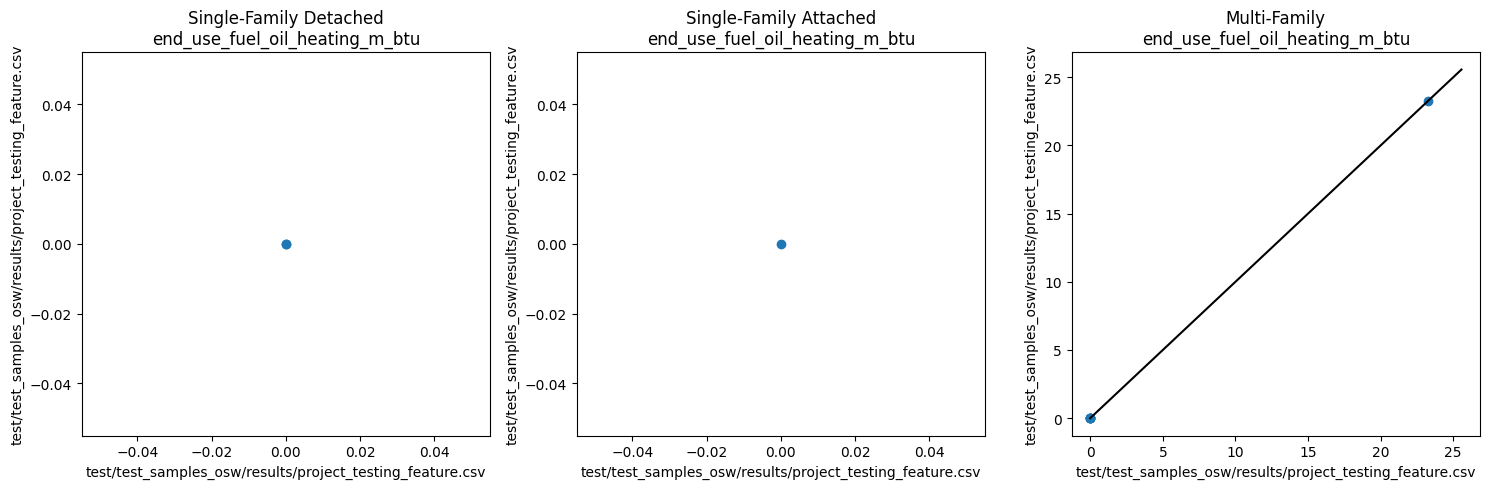 Single-Family Detached
end_use_fuel_oil_heating_m_btu
test/test_samples_osw/results/project_testing_feature.csv
0.04
0.02
0.00
−0.02
−0.04
−0.04
−0.02
0.00
0.02
0.04
test/test_samples_osw/results/project_testing_feature.csv
Single-Family Attached
end_use_fuel_oil_heating_m_btu
test/test_samples_osw/results/project_testing_feature.csv
0.04
0.02
0.00
−0.02
−0.04
−0.04
−0.02
0.00
0.02
0.04
test/test_samples_osw/results/project_testing_feature.csv
Multi-Family
end_use_fuel_oil_heating_m_btu
test/test_samples_osw/results/project_testing_feature.csv
25
20
15
10
5
0
0
5
10
15
20
25
test/test_samples_osw/results/project_testing_feature.csv